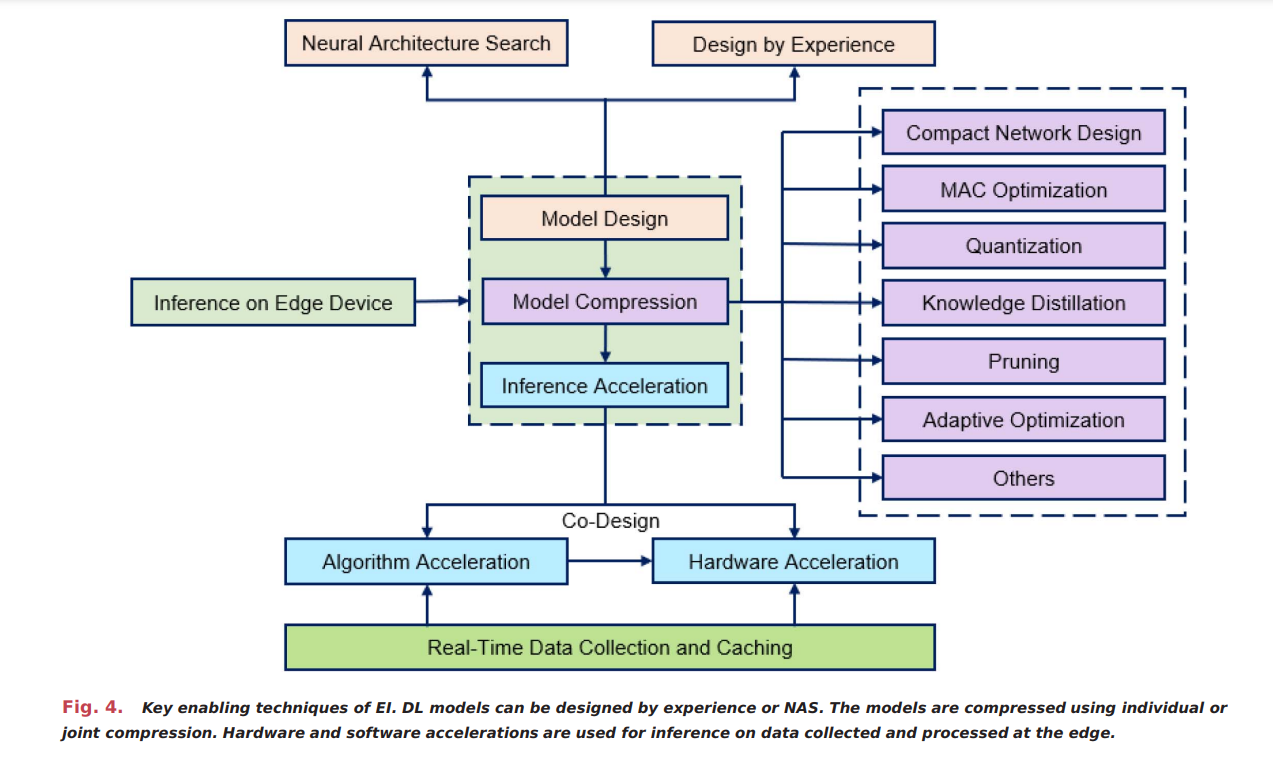 Neural Architecture Search
Design by Experience
Compact Network Design
MAC Optimization
Model Design
Quantization
Inference on Edge Device
Model Compression
Knowledge Distillation
Pruning
Inference Acceleration
Adaptive Optimization
Others
Co-Design
Algorithm Acceleration
Hardware Acceleration
Real-Time Data Collection and Caching
Fig. 4. Key enabling techniques of EI. DL models can be designed by experience or NAS. The models are compressed using individual or
joint compression. Hardware and software accelerations are used for inference on data collected and processed at the edge.